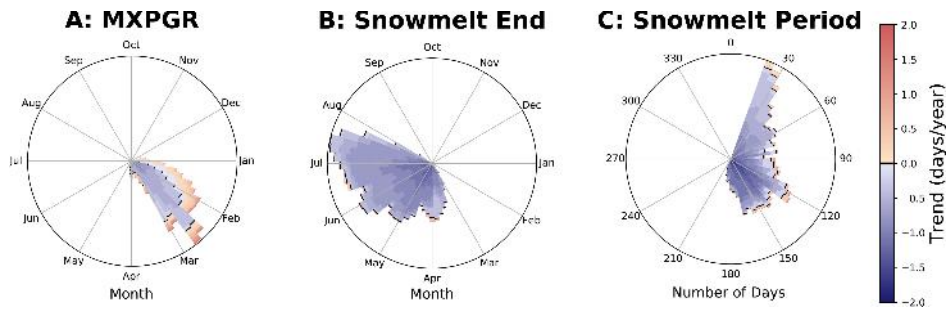 A: MXPGR
Oct
Nov
Dec
Jan
Feb
Mar
Apr
May
Jun
Jul
Aug
Sep
Month
B: Snowmelt End
Oct
Nov
Dec
Jan
Feb
Mar
Apr
May
Jun
Jul
Aug
Sep
Month
C: Snowmelt Period
0
30
60
90
120
150
180
210
240
270
300
330
Number of Days
2.0
1.5
1.0
0.5
0.0
−0.5
−1.0
−1.5
−2.0
Trend (days/year)